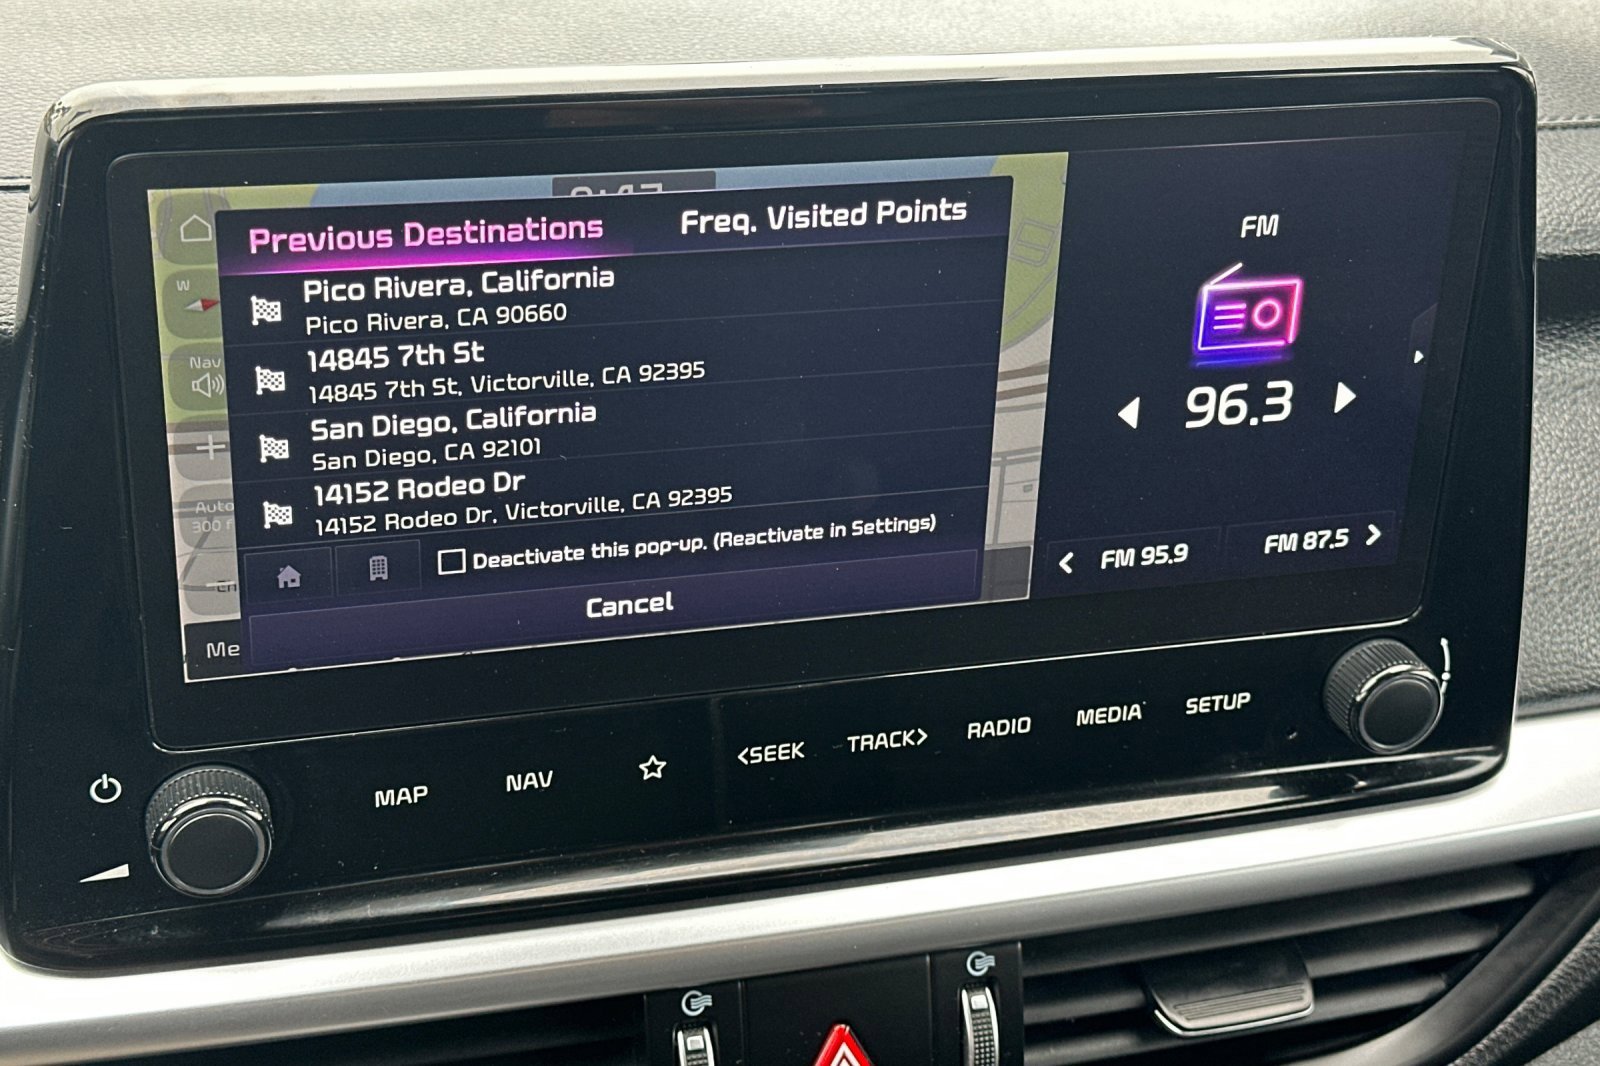 Previous Destinations
Freq. Visited Points
Pico Rivera, California
Pico Rivera, CA 90660
14845 7th St
14845 7th St, Victorville, CA 92395
San Diego, California
San Diego, CA 92101
14152 Rodeo Dr
14152 Rodeo Dr, Victorville, CA 92395
Deactivate this pop-up. (Reactivate in Settings)
Cancel
W
Nav
Auto
300 f
Me
FM
96.3
< FM 95.9
FM 87.5 >
MAP
NAV
<SEEK
TRACK>
RADIO
MEDIA
SETUP